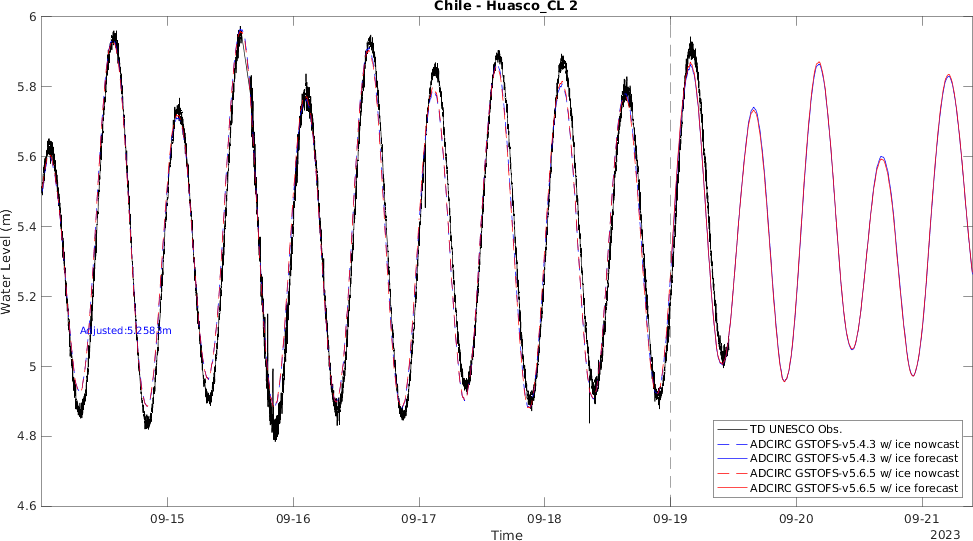 Chile - Huasco_CL 2
6
5.8
5.6
5.4
5.2
5
4.8
4.6
Water Level (m)
Adjusted:5.2583m
TD UNESCO Obs.
ADCIRC GSTOFS-v5.4.3 w/ ice nowcast
ADCIRC GSTOFS-v5.4.3 w/ ice forecast
ADCIRC GSTOFS-v5.6.5 w/ ice nowcast
ADCIRC GSTOFS-v5.6.5 w/ ice forecast
09-15 09-16 09-17 09-18 09-19 09-20 09-21
Time
2023